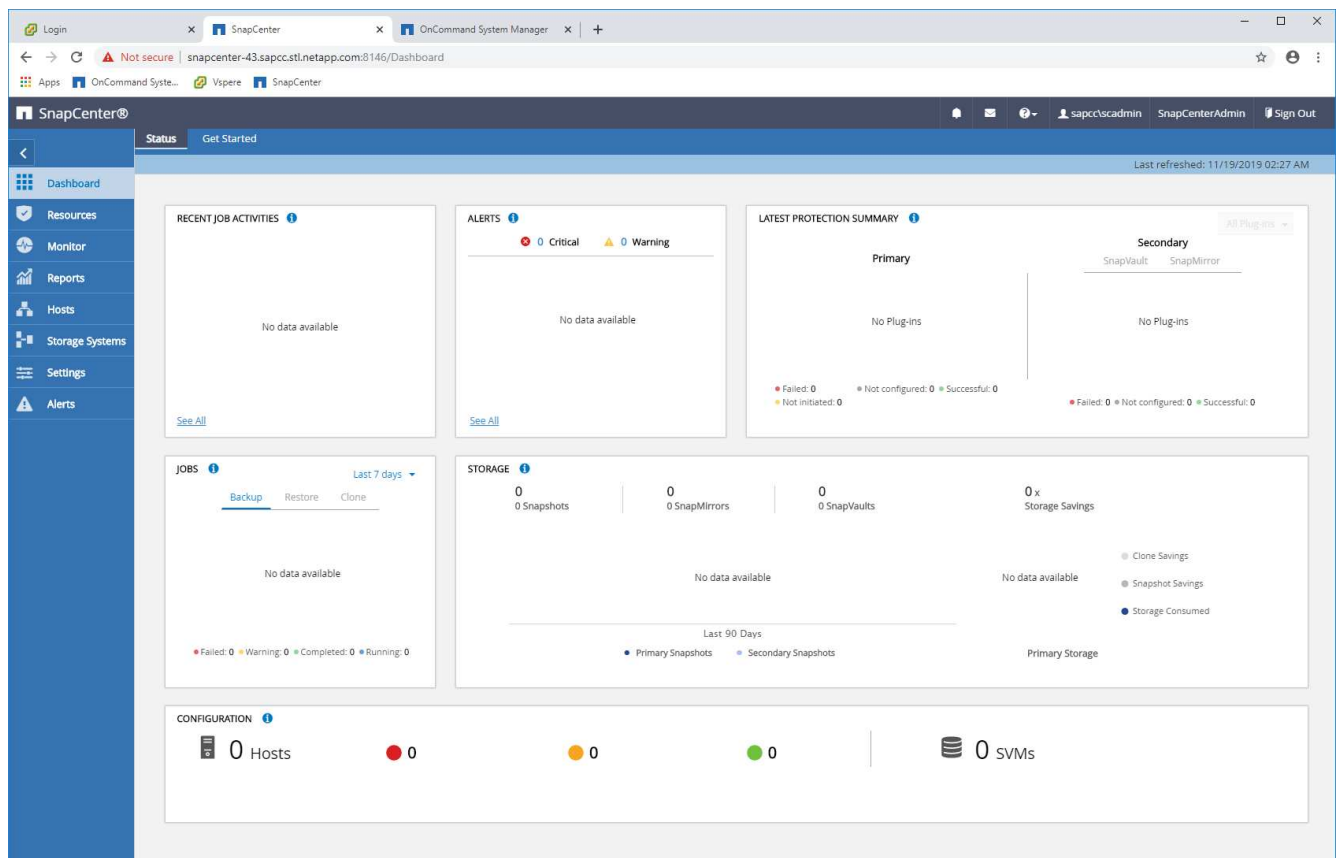 Login
SnapCenter
OnCommand System Manager
Not secure | snapcenter-43.sapcc.stl.netapp.com:8146/Dashboard
Apps OnCommand Syste... Vspere SnapCenter
SnapCenter®
sapcc\scadmin SnapCenterAdmin Sign Out
Status Get Started
Last refreshed: 11/19/2019 02:27 AM
Dashboard
Resources
Monitor
Reports
Hosts
Storage Systems
Settings
Alerts
RECENT JOB ACTIVITIES
No data available
See All
ALERTS
0 Critical 0 Warning
No data available
See All
LATEST PROTECTION SUMMARY
All Plug-ins
Primary
No Plug-ins
Failed: 0 Not configured: 0 Successful: 0
Not initiated: 0
Secondary
SnapVault SnapMirror
No Plug-ins
Failed: 0 Not configured: 0 Successful: 0
JOBS
Last 7 days
Backup Restore Clone
No data available
Failed: 0 Warning: 0 Completed: 0 Running: 0
STORAGE
0 0 0 0 x
0 Snapshots 0 SnapMirrors 0 SnapVaults Storage Savings
No data available
Last 90 Days
Primary Snapshots Secondary Snapshots
No data available
Clone Savings
Snapshot Savings
Storage Consumed
Primary Storage
CONFIGURATION
0 Hosts 0 0 0 0 SVMs